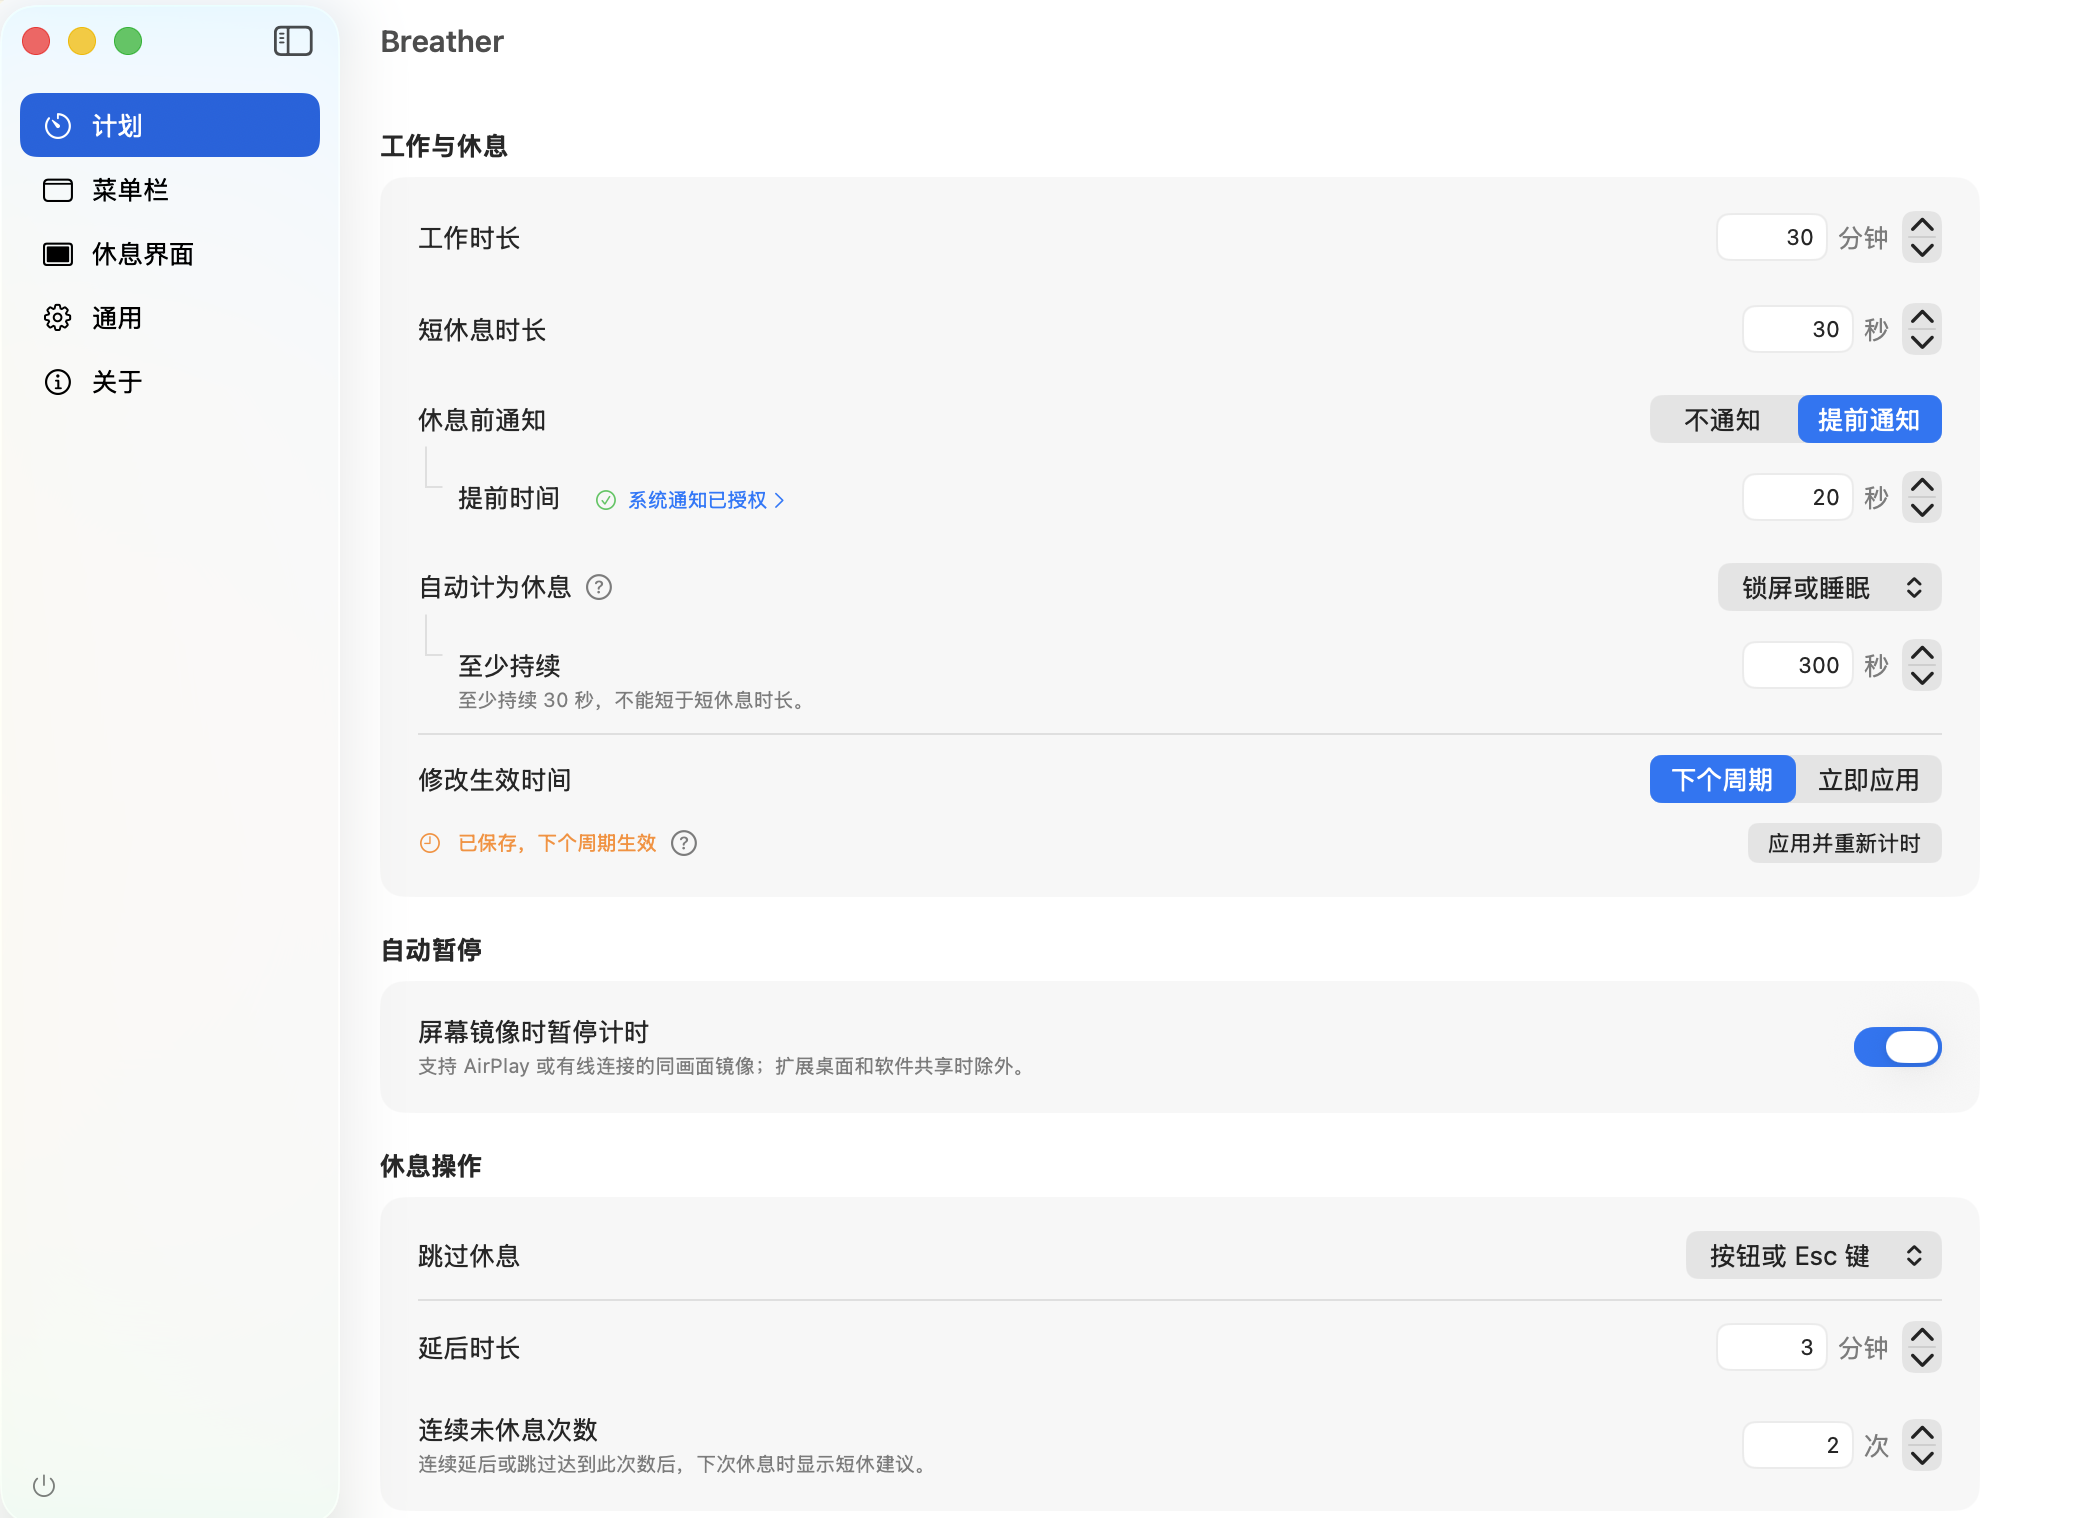 Breather
计划
菜单栏
休息界面
通用
关于
工作与休息
工作时长
30 分钟
短休息时长
30 秒
休息前通知
不通知 提前通知
提前时间 系统通知已授权
20 秒
自动计为休息 ?
锁屏或睡眠
至少持续
300 秒
至少持续 30 秒，不能短于短休息时长。
修改生效时间
下个周期 立即应用
已保存，下个周期生效 ?
应用并重新计时
自动暂停
屏幕镜像时暂停计时
支持 AirPlay 或有线连接的同画面镜像；扩展桌面和软件共享时除外。
休息操作
跳过休息
按钮或 Esc 键
延后时长
3 分钟
连续未休息次数
2 次
连续延后或跳过达到此次数后，下次休息时显示短休建议。